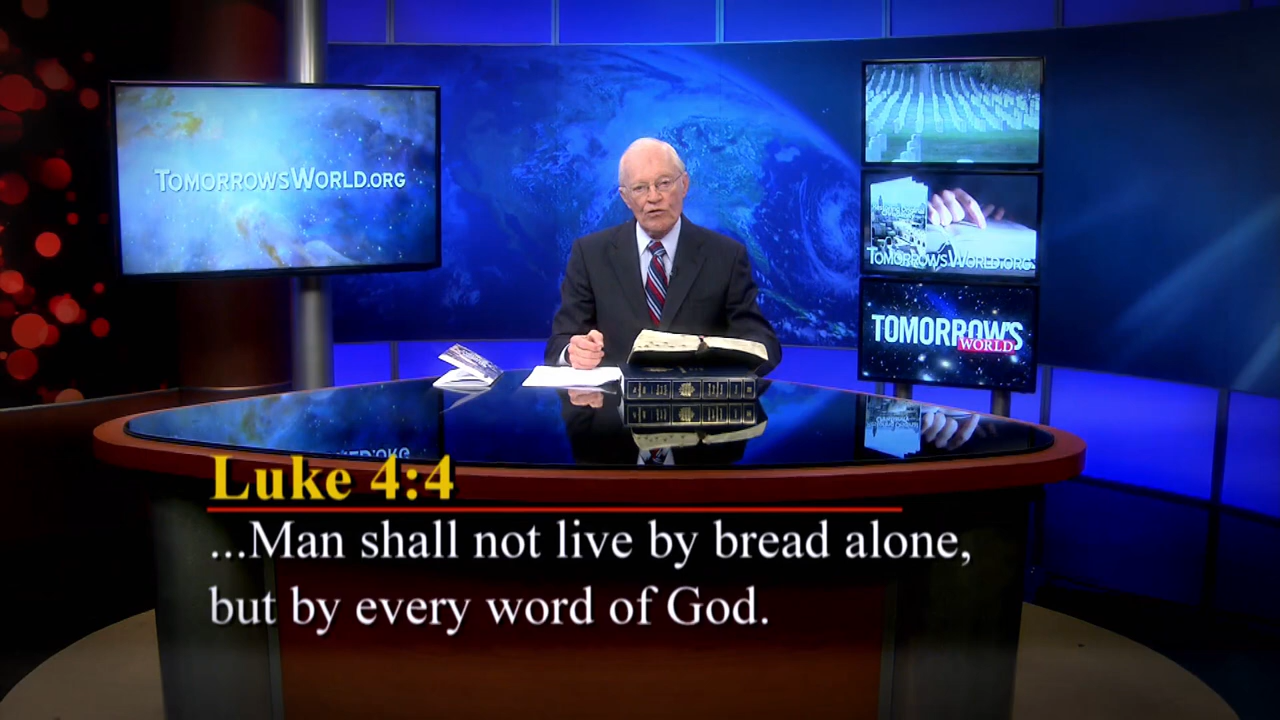 TOMORROWSWORLD.ORG
TOMORROWSWORLD.ORG
TOMORROW'S
WORLD
Luke 4:4
...Man shall not live by bread alone,
but by every word of God.